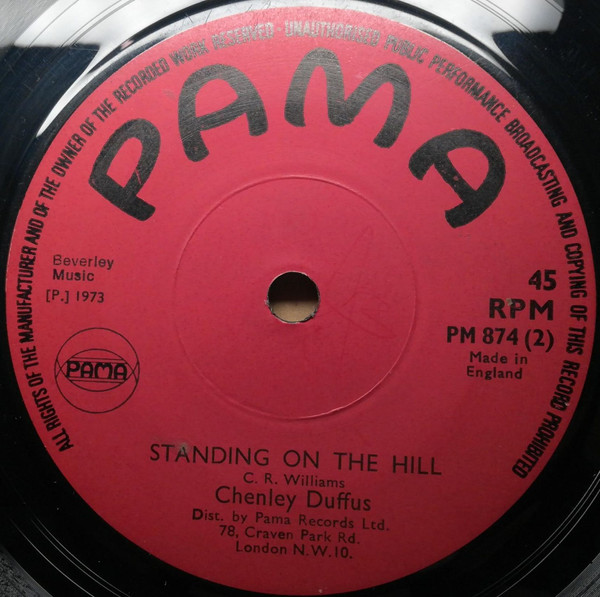 ALL RIGHTS OF THE MANUFACTURER AND OF THE OWNER OF THE RECORDED WORK RESERVED · UNAUTHORISED PUBLIC PERFORMANCE BROADCASTING AND COPYING OF THIS RECORD PROHIBITED
PAMA
Beverley
Music
[P.] 1973
45
RPM
PM 874 (2)
Made in
England
PAMA
STANDING ON THE HILL
C. R. Williams
Chenley Duffus
Dist. by Pama Records Ltd.
78, Craven Park Rd.
London N.W.10.